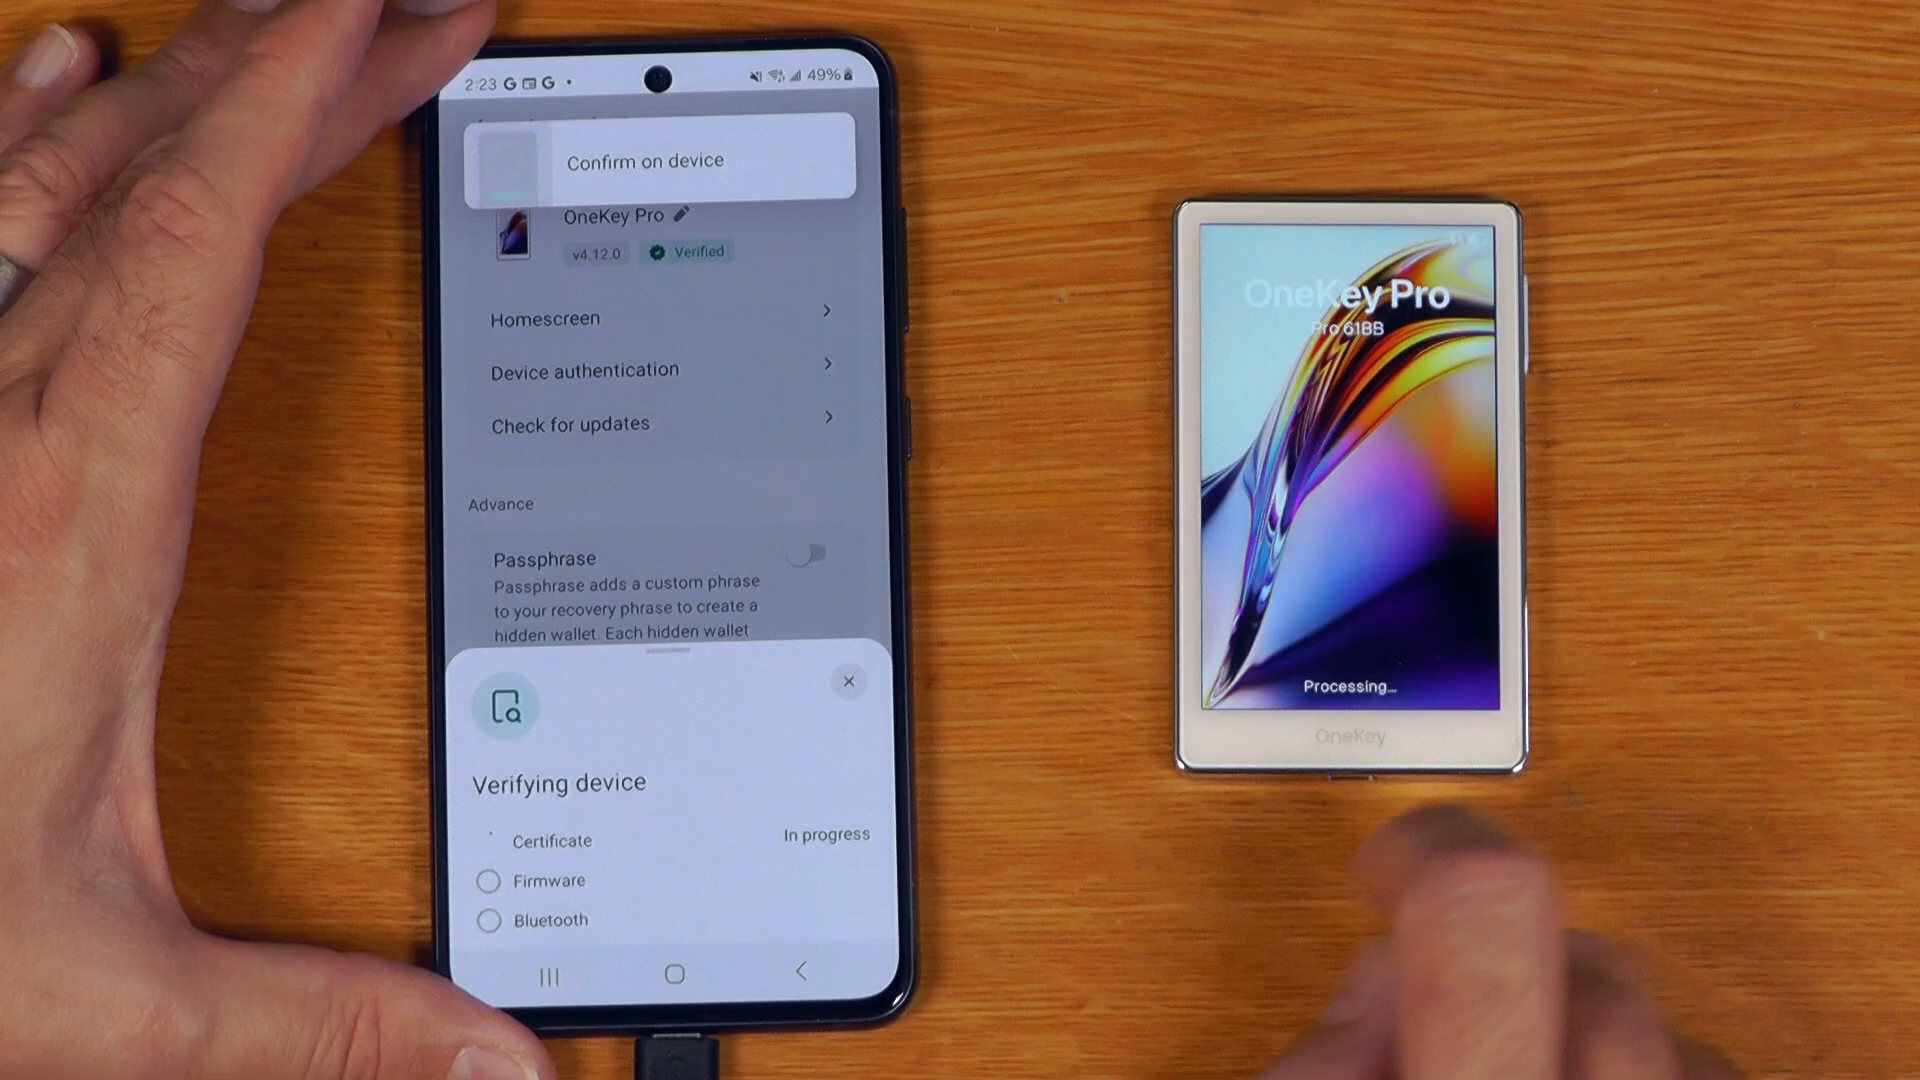 2:23 G G • 49%
Confirm on device
OneKey Pro
v4.12.0 Verified
Homescreen
Device authentication
Check for updates
Advance
Passphrase
Passphrase adds a custom phrase
to your recovery phrase to create a
hidden wallet. Each hidden wallet
Verifying device
Certificate In progress
Firmware
Bluetooth
OneKey Pro
Pro 61BB
Processing...
OneKey